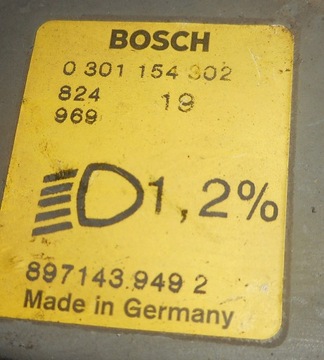 BOSCH
0 301 154 302
824 19
969
1,2%
897143 949 2
Made in Germany